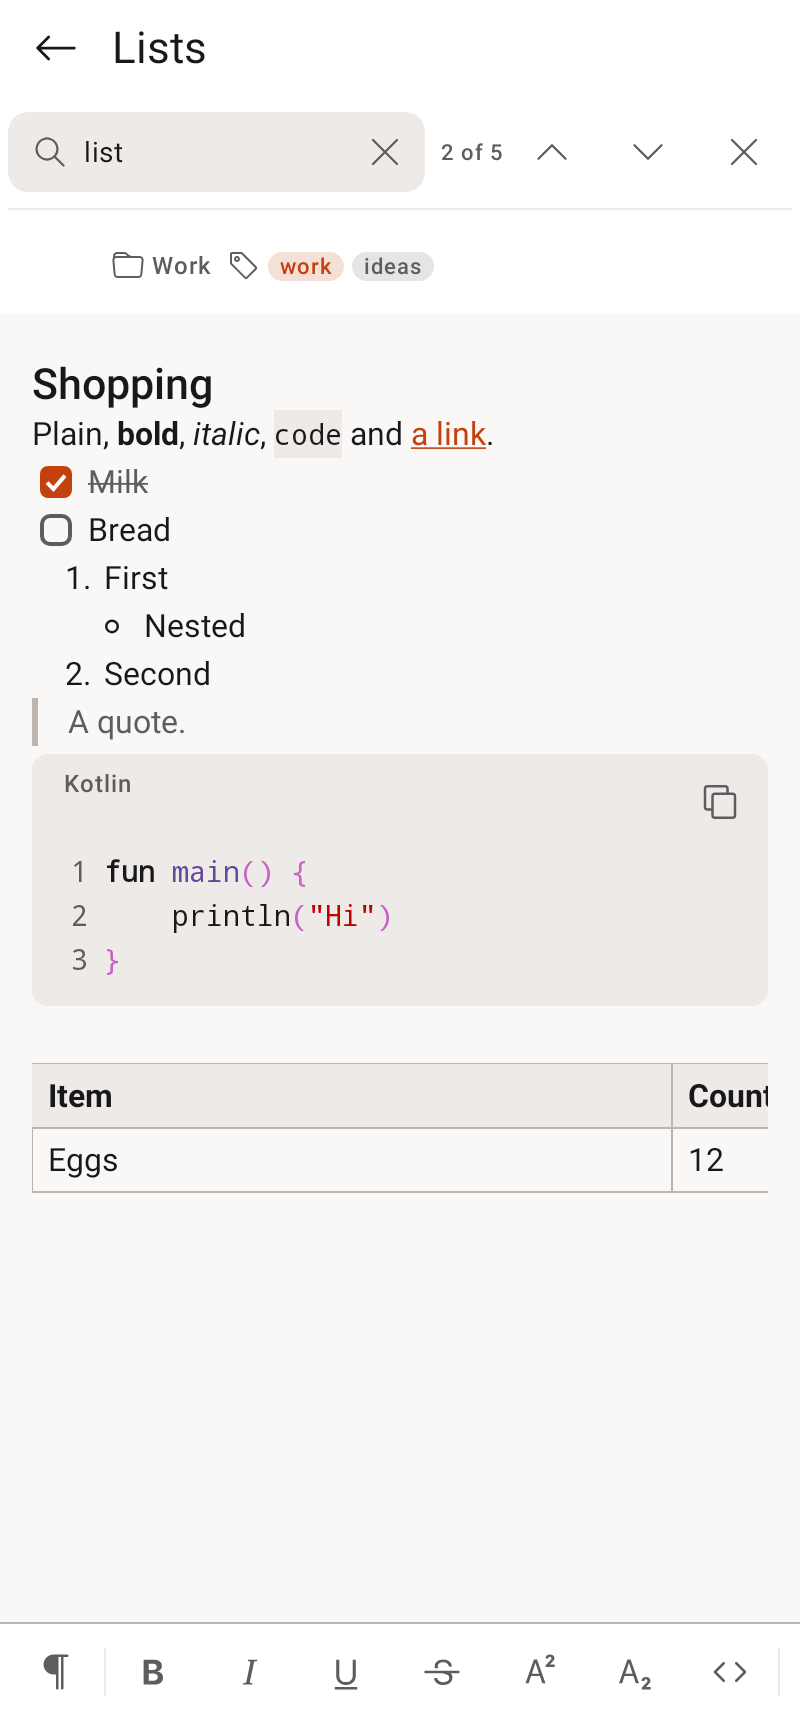 Lists
list
2 of 5
Work work ideas
Shopping
Plain, bold, italic, code and a link.
Milk
Bread
1. First
Nested
2. Second
A quote.
Kotlin
1 fun main() {
2     println("Hi")
3 }
Item Count
Eggs 12
¶ B I U S A² A₂ <>